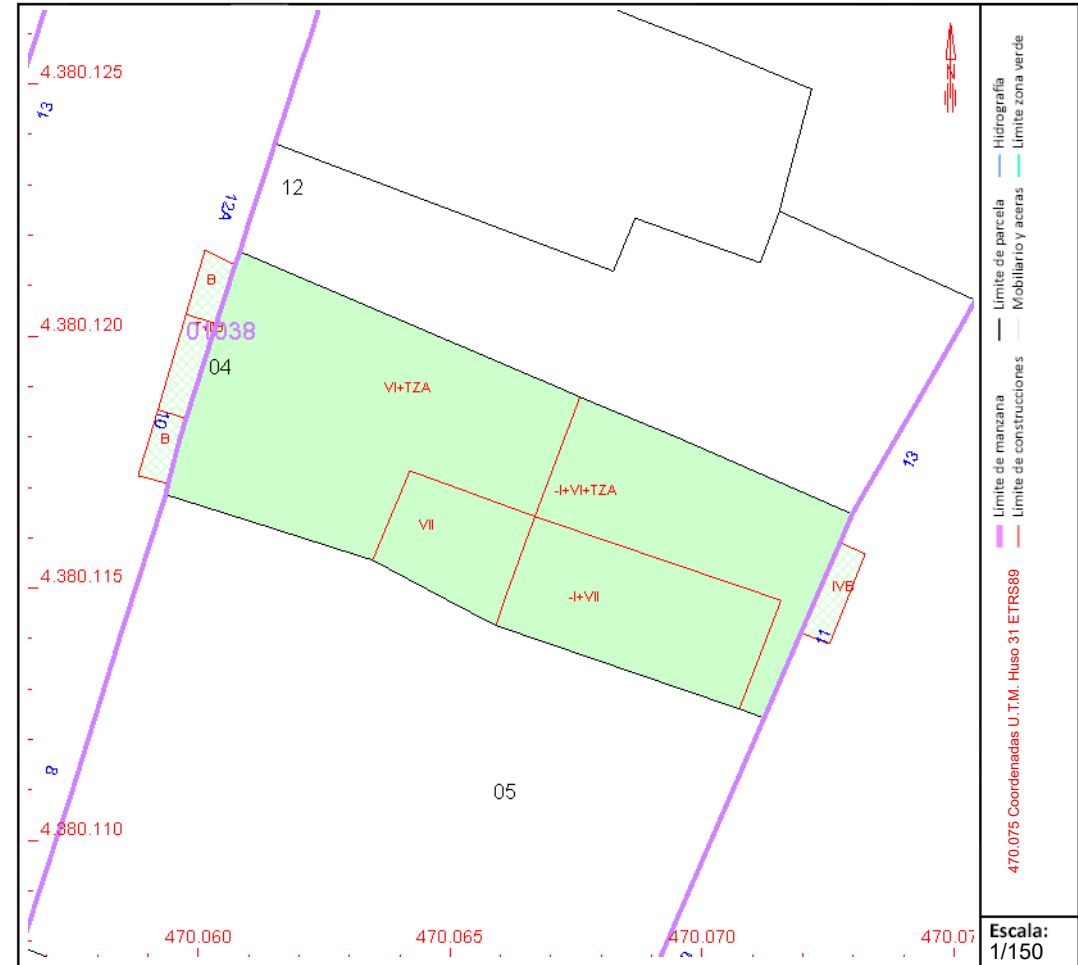 4.380.125
13
12
12A
B
4.380.120
01038
04
VI+TZA
10
B
13
-I+VI+TZA
VII
4.380.115
-I+VII
IVB
11
8
05
4.380.110
470.060
470.065
470.070
470.07
N
Hidrografía
Límite zona verde
Límite de parcela
Mobiliario y aceras
Límite de manzana
Límite de construcciones
470.075 Coordenadas U.T.M. Huso 31 ETRS89
Escala:
1/150